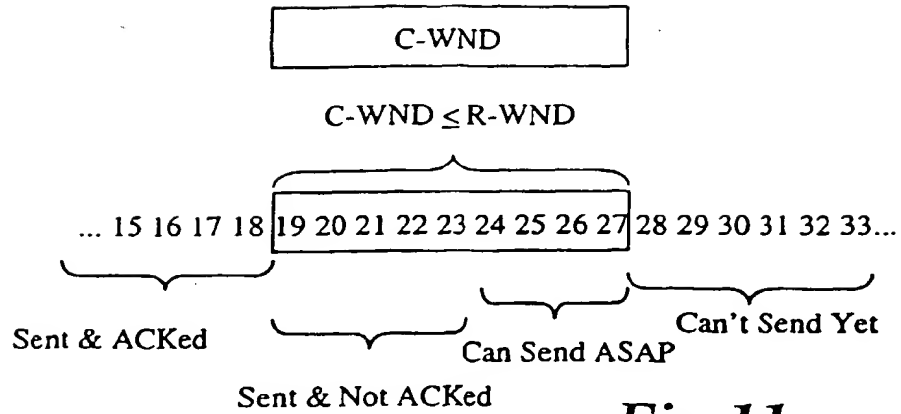 C-WND
C-WND ≤ R-WND
... 15 16 17 18 19 20 21 22 23 24 25 26 27 28 29 30 31 32 33...
Sent & ACKed
Sent & Not ACKed
Can Send ASAP
Can't Send Yet